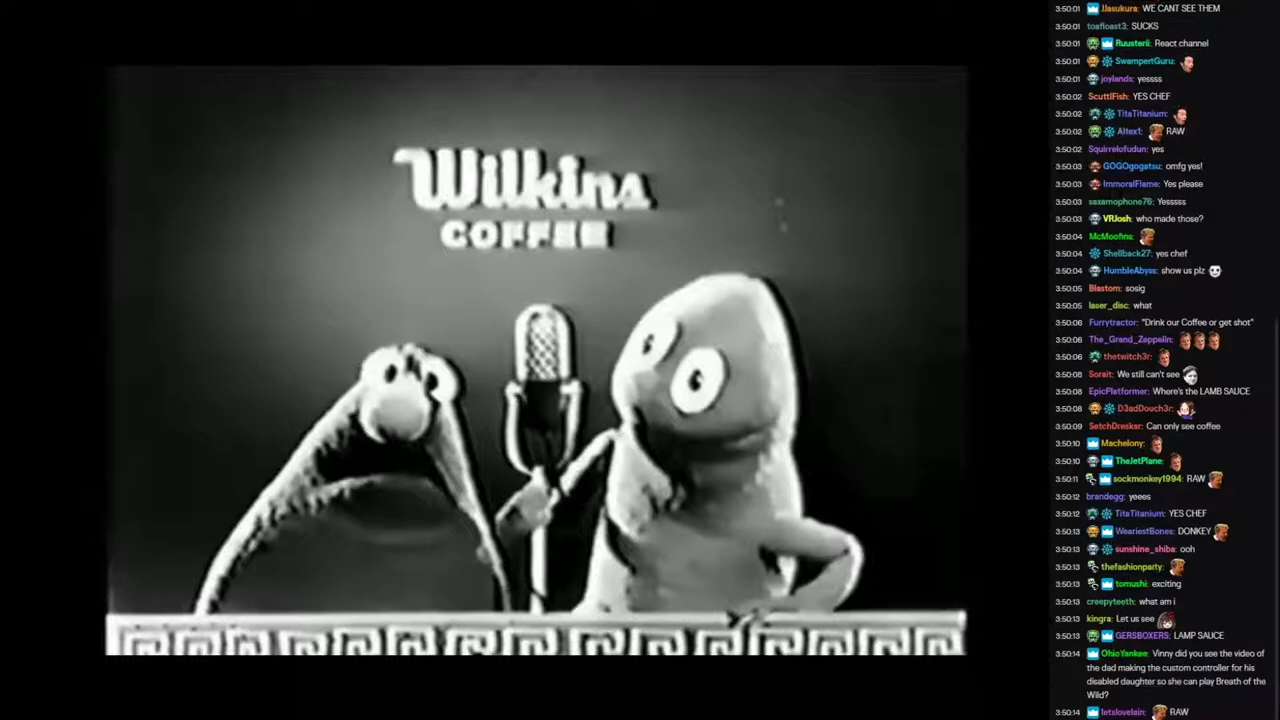 Wilkins
COFFEE
3:50:01 JJasukura: WE CANT SEE THEM
3:50:01 toafloast3: SUCKS
3:50:01 Ruusterii: React channel
3:50:01 SwampertGuru:
3:50:01 joylands: yessss
3:50:02 ScuttlFish: YES CHEF
3:50:02 TitaTitanium:
3:50:02 Altex1: RAW
3:50:02 Squirrelofudun: yes
3:50:03 GOGOgogatsu: omfg yes!
3:50:03 ImmoralFlame: Yes please
3:50:03 saxamophone76: Yesssss
3:50:03 VRJosh: who made those?
3:50:04 McMoofins:
3:50:04 Shellback27: yes chef
3:50:04 HumbleAbyss: show us plz
3:50:05 Blastom: sosig
3:50:05 laser_disc: what
3:50:06 Furrytractor: "Drink our Coffee or get shot"
3:50:06 The_Grand_Zeppelin:
3:50:06 thetwitch3r:
3:50:08 Sorait: We still can't see
3:50:08 EpicPlatformer: Where's the LAMB SAUCE
3:50:08 D3adDouch3r:
3:50:09 SetchDreskar: Can only see coffee
3:50:10 Machelony:
3:50:10 TheJetPlane:
3:50:11 sockmonkey1994: RAW
3:50:12 brandegg: yeees
3:50:12 TitaTitanium: YES CHEF
3:50:13 WeariestBones: DONKEY
3:50:13 sunshine_shiba: ooh
3:50:13 thefashionparty:
3:50:13 tomushi: exciting
3:50:13 creepyteeth: what am i
3:50:13 kingra: Let us see
3:50:13 GERSBOXERS: LAMP SAUCE
3:50:14 OhioYankee: Vinny did you see the video of
the dad making the custom controller for his
disabled daughter so she can play Breath of the
Wild?
3:50:14 letslovelain: RAW